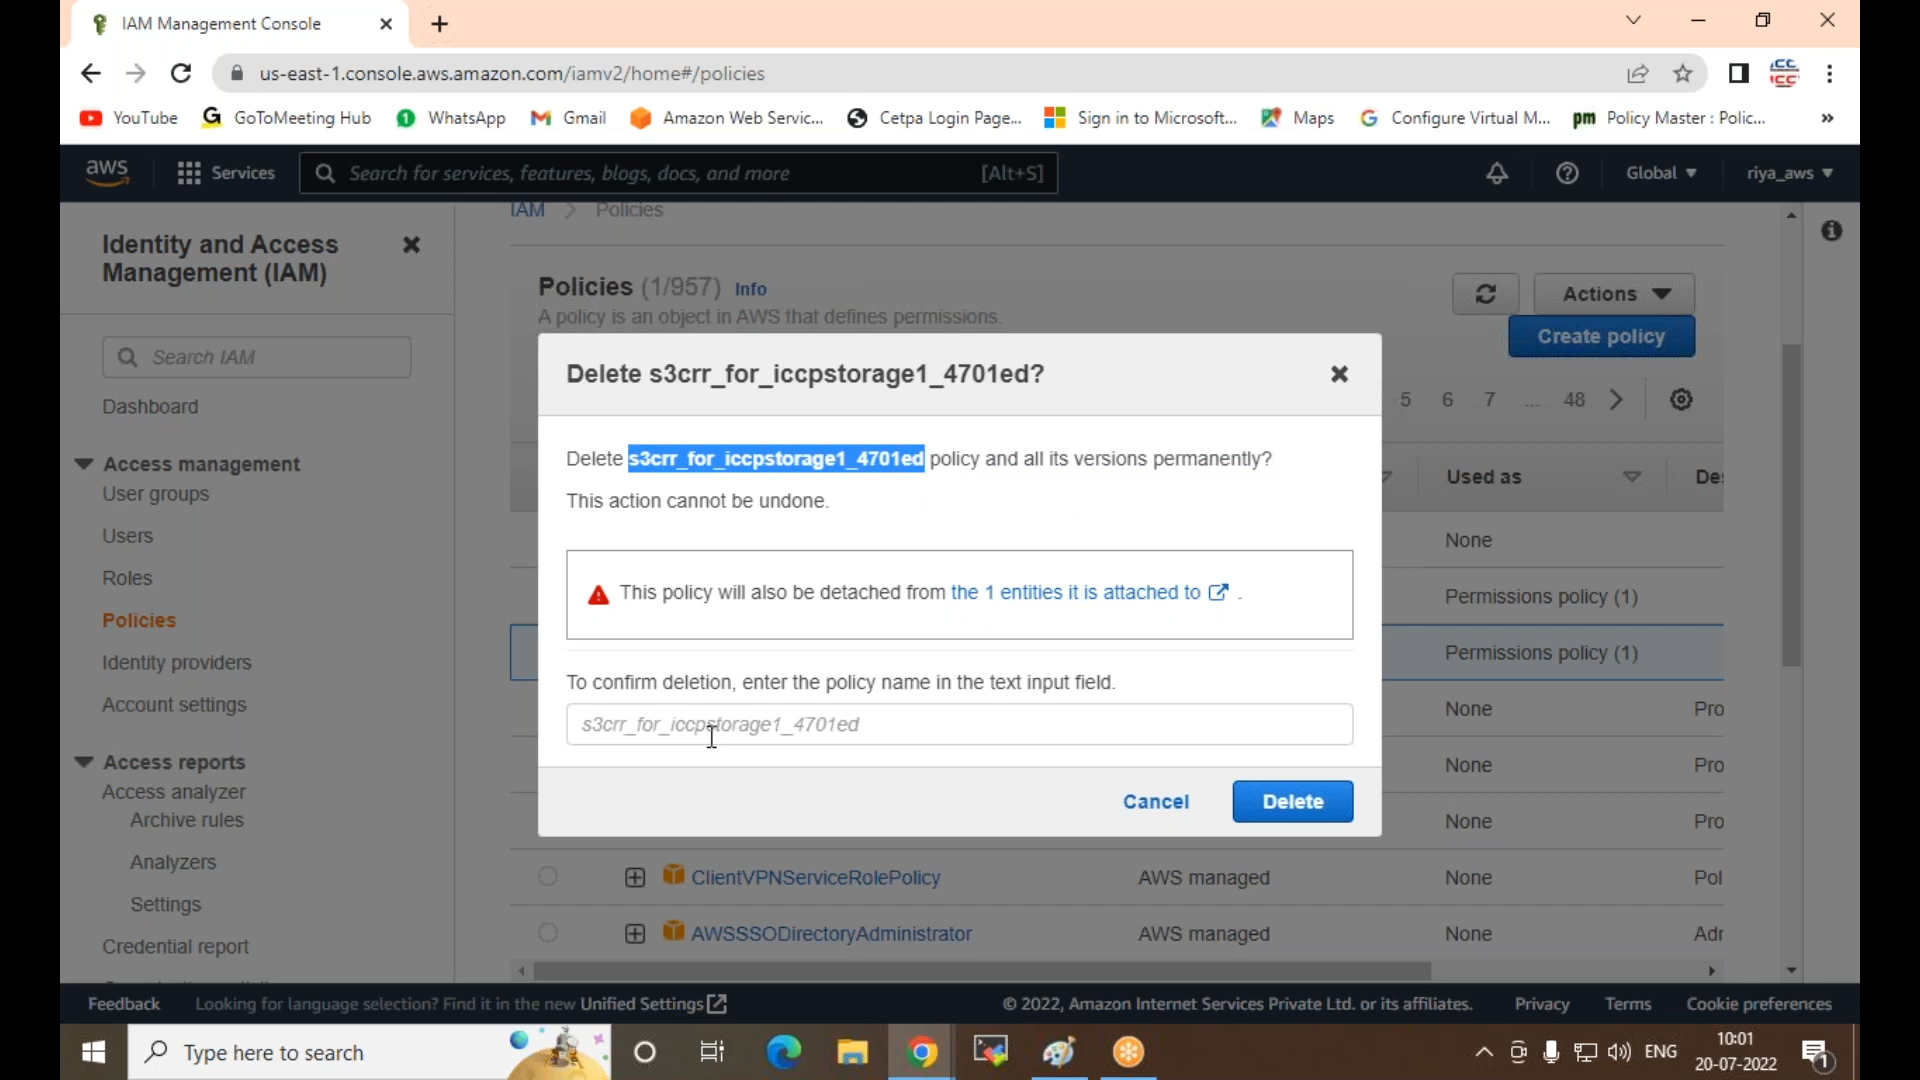 IAM Management Console
us-east-1.console.aws.amazon.com/iamv2/home#/policies
YouTube GoToMeeting Hub WhatsApp Gmail Amazon Web Servic... Cetpa Login Page... Sign in to Microsoft... Maps Configure Virtual M... pm Policy Master : Polic... »
aws Services Search for services, features, blogs, docs, and more [Alt+S] Global riya_aws
IAM > Policies
Identity and Access
Management (IAM)
Search IAM
Dashboard
Access management
User groups
Users
Roles
Policies
Identity providers
Account settings
Access reports
Access analyzer
Archive rules
Analyzers
Settings
Credential report
Policies (1/957) Info
A policy is an object in AWS that defines permissions.
Actions
Create policy
5 6 7 ... 48
Used as
None
Permissions policy (1)
Permissions policy (1)
None Pro
None Pro
None Pro
Delete s3crr_for_iccpstorage1_4701ed?
Delete s3crr_for_iccpstorage1_4701ed policy and all its versions permanently?
This action cannot be undone.
This policy will also be detached from the 1 entities it is attached to .
To confirm deletion, enter the policy name in the text input field.
s3crr_for_iccpstorage1_4701ed
Cancel Delete
ClientVPNServiceRolePolicy AWS managed None Pol
AWSSSODirectoryAdministrator AWS managed None Adr
Feedback Looking for language selection? Find it in the new Unified Settings © 2022, Amazon Internet Services Private Ltd. or its affiliates. Privacy Terms Cookie preferences
Type here to search
ENG
10:01
20-07-2022
1